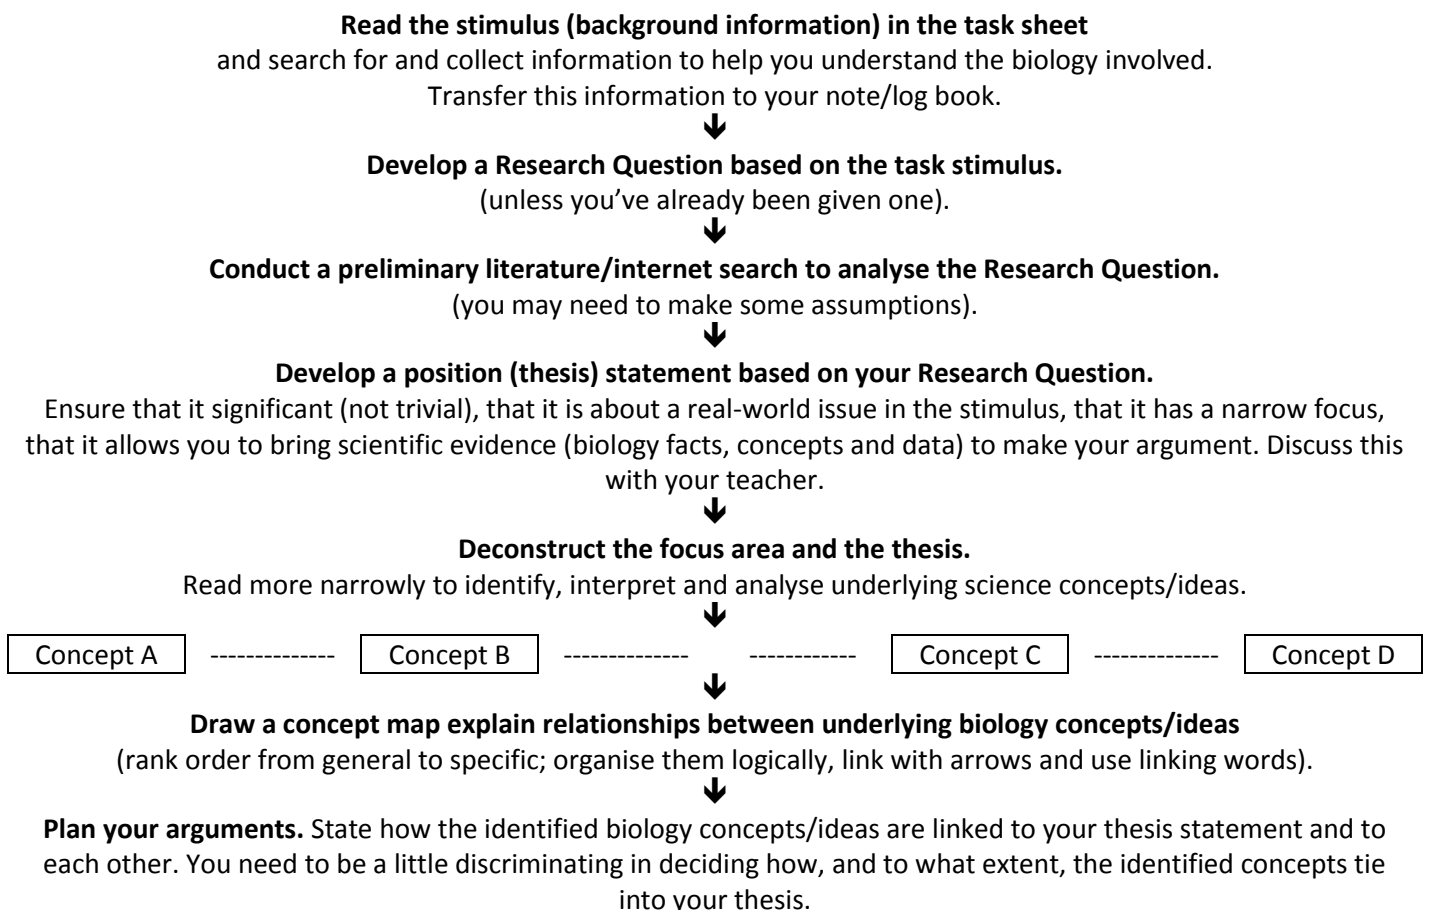 Read the stimulus (background information) in the task sheet
and search for and collect information to help you understand the biology involved.
Transfer this information to your note/log book.
Develop a Research Question based on the task stimulus.
(unless you've already been given one).
Conduct a preliminary literature/internet search to analyse the Research Question.
(you may need to make some assumptions).
Develop a position (thesis) statement based on your Research Question.
Ensure that it significant (not trivial), that it is about a real-world issue in the stimulus, that it has a narrow focus,
that it allows you to bring scientific evidence (biology facts, concepts and data) to make your argument. Discuss this
with your teacher.
Deconstruct the focus area and the thesis.
Read more narrowly to identify, interpret and analyse underlying science concepts/ideas.
Concept A -------------- Concept B -------------- ------------ Concept C -------------- Concept D
Draw a concept map explain relationships between underlying biology concepts/ideas
(rank order from general to specific; organise them logically, link with arrows and use linking words).
Plan your arguments. State how the identified biology concepts/ideas are linked to your thesis statement and to
each other. You need to be a little discriminating in deciding how, and to what extent, the identified concepts tie
into your thesis.